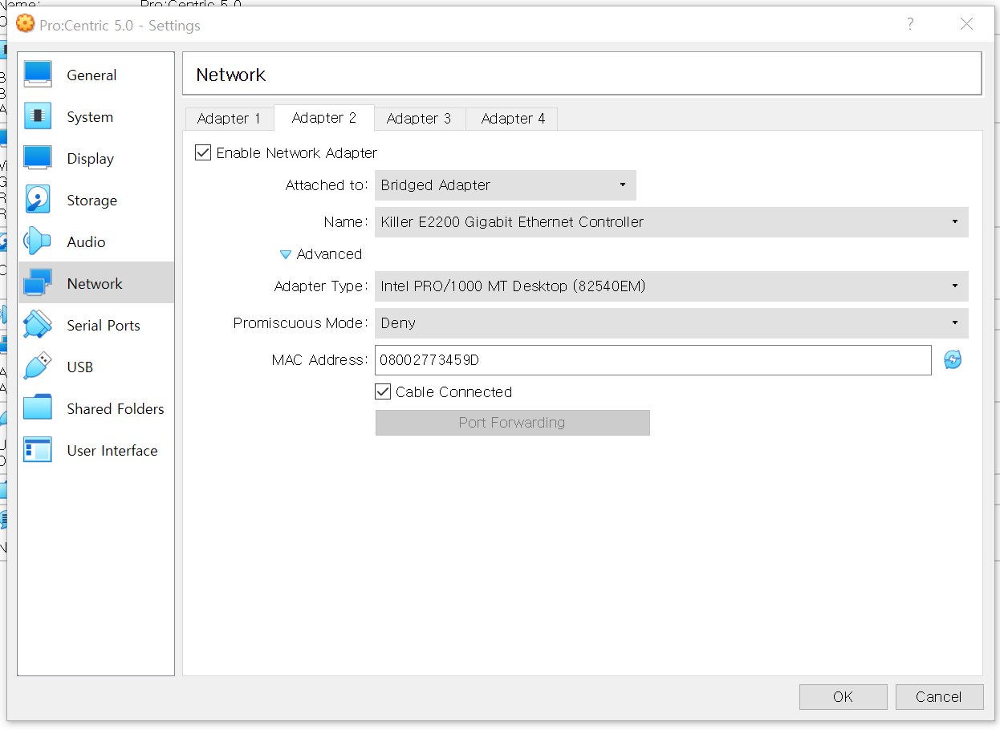 Pro:Centric 5.0 - Settings
?
General
System
Display
Storage
Audio
Network
Serial Ports
USB
Shared Folders
User Interface
Network
Adapter 1 Adapter 2 Adapter 3 Adapter 4
Enable Network Adapter
Attached to: Bridged Adapter
Name: Killer E2200 Gigabit Ethernet Controller
Advanced
Adapter Type: Intel PRO/1000 MT Desktop (82540EM)
Promiscuous Mode: Deny
MAC Address: 08002773459D
Cable Connected
Port Forwarding
OK Cancel